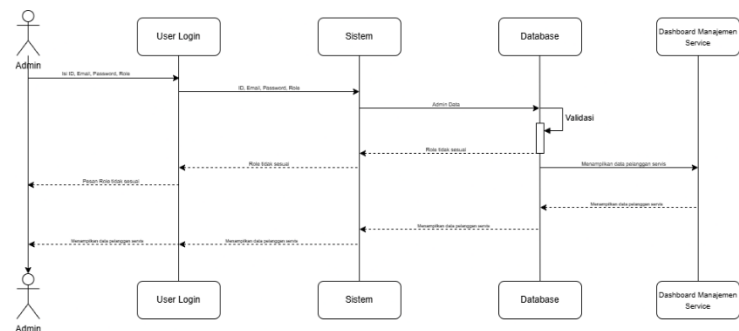 User Login
Sistem
Database
Dashboard Manajemen
Service
Admin
Isi ID, Email, Password, Role
ID, Email, Password, Role
Admin Data
Validasi
Role tidak sesuai
Role tidak sesuai
Pesan Role tidak sesuai
Menampilkan data pelanggan servis
Menampilkan data pelanggan servis
Menampilkan data pelanggan servis
Menampilkan data pelanggan servis
Menampilkan data pelanggan servis
User Login
Sistem
Database
Dashboard Manajemen
Service
Admin